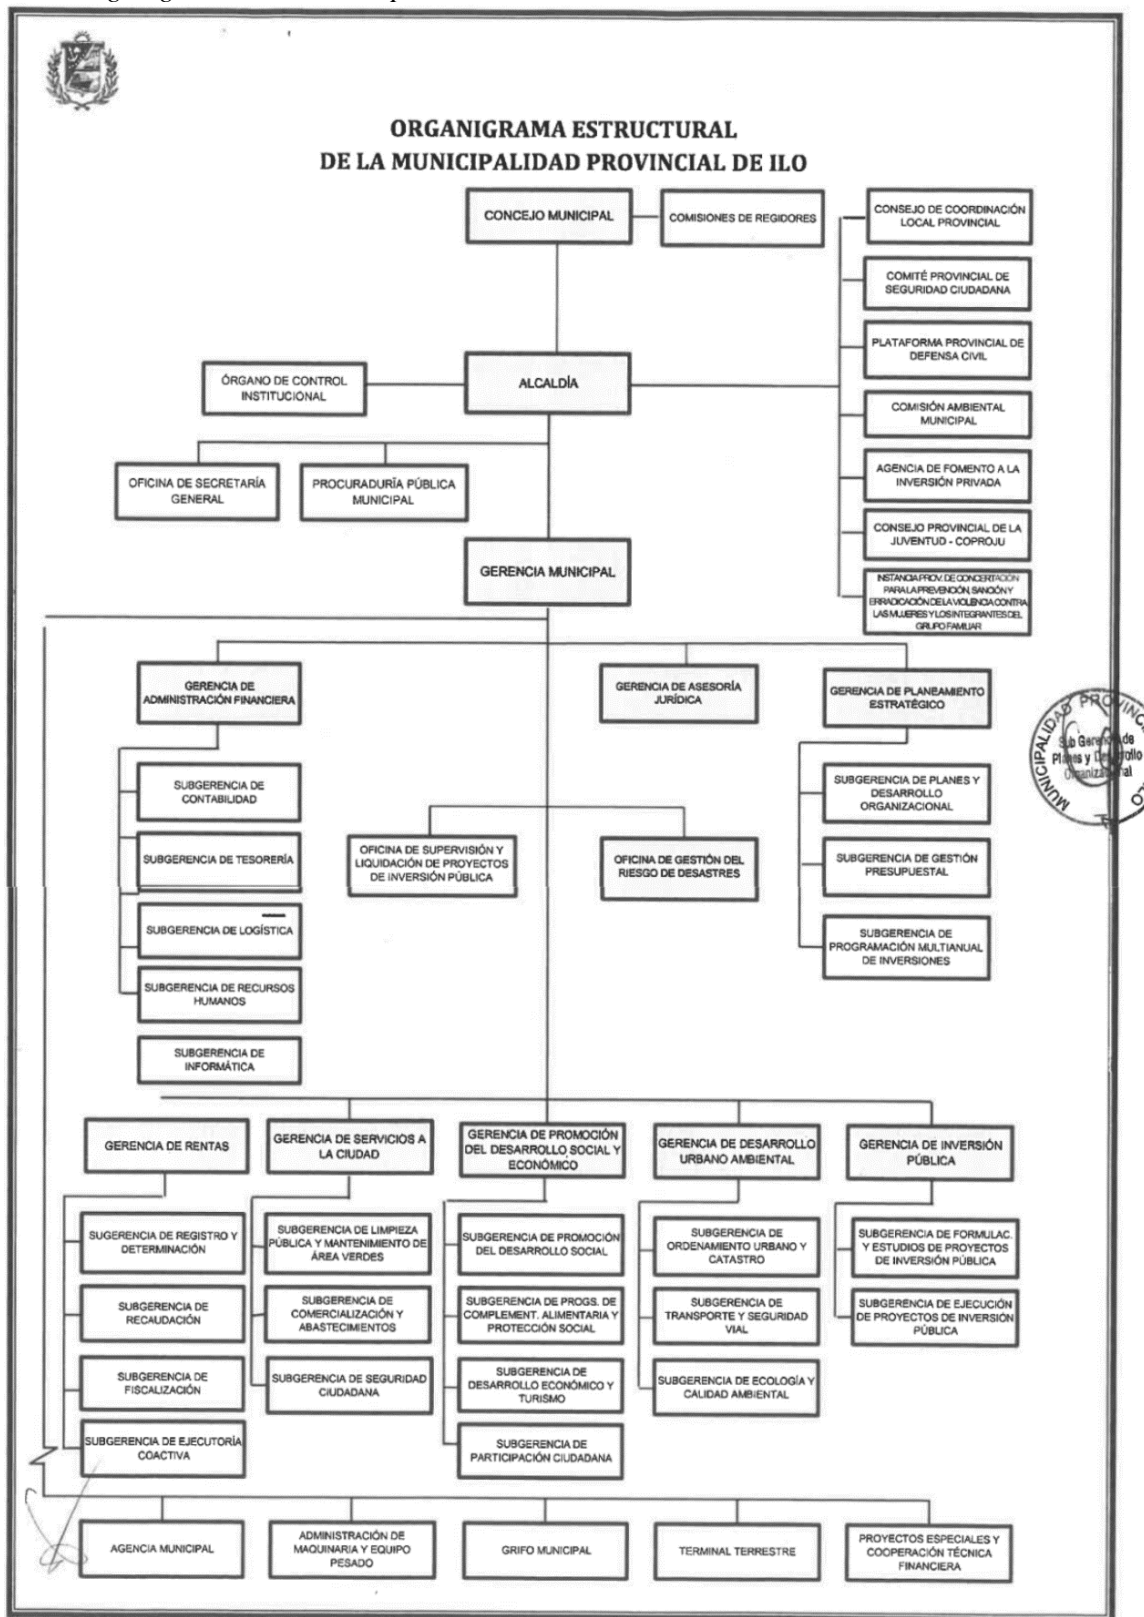 ORGANIGRAMA ESTRUCTURAL
DE LA MUNICIPALIDAD PROVINCIAL DE ILO
CONCEJO MUNICIPAL
COMISIONES DE REGIDORES
CONSEJO DE COORDINACIÓN
LOCAL PROVINCIAL
COMITÉ PROVINCIAL DE
SEGURIDAD CIUDADANA
PLATAFORMA PROVINCIAL DE
DEFENSA CIVIL
ÓRGANO DE CONTROL
INSTITUCIONAL
ALCALDÍA
COMISIÓN AMBIENTAL
MUNICIPAL
AGENCIA DE FOMENTO A LA
INVERSIÓN PRIVADA
OFICINA DE SECRETARÍA
GENERAL
PROCURADURÍA PÚBLICA
MUNICIPAL
CONSEJO PROVINCIAL DE LA
JUVENTUD - COPROJU
GERENCIA MUNICIPAL
INSTANCIA PROV. DE CONCERTACIÓN
PARA LA PREVENCIÓN, SANCIÓN Y
ERRADICACIÓN DE LA VIOLENCIA CONTRA
LAS MUJERES Y LOS INTEGRANTES DEL
GRUPO FAMILIAR
GERENCIA DE
ADMINISTRACIÓN FINANCIERA
GERENCIA DE ASESORÍA
JURÍDICA
GERENCIA DE PLANEAMIENTO
ESTRATÉGICO
MUNICIPALIDAD PROVINC
ILO
Sub Gerencia de
Planes y Desarrollo
Organizacional
SUBGERENCIA DE
CONTABILIDAD
SUBGERENCIA DE TESORERÍA
SUBGERENCIA DE LOGÍSTICA
SUBGERENCIA DE RECURSOS
HUMANOS
SUBGERENCIA DE
INFORMÁTICA
OFICINA DE SUPERVISIÓN Y
LIQUIDACIÓN DE PROYECTOS
DE INVERSIÓN PÚBLICA
OFICINA DE GESTIÓN DEL
RIESGO DE DESASTRES
SUBGERENCIA DE PLANES Y
DESARROLLO
ORGANIZACIONAL
SUBGERENCIA DE GESTIÓN
PRESUPUESTAL
SUBGERENCIA DE
PROGRAMACIÓN MULTIANUAL
DE INVERSIONES
GERENCIA DE RENTAS
SUGERENCIA DE REGISTRO Y
DETERMINACIÓN
SUBGERENCIA DE
RECAUDACIÓN
SUBGERENCIA DE
FISCALIZACIÓN
SUBGERENCIA DE EJECUTORÍA
COACTIVA
GERENCIA DE SERVICIOS A
LA CIUDAD
SUBGERENCIA DE LIMPIEZA
PÚBLICA Y MANTENIMIENTO DE
ÁREA VERDES
SUBGERENCIA DE
COMERCIALIZACIÓN Y
ABASTECIMIENTOS
SUBGERENCIA DE SEGURIDAD
CIUDADANA
GERENCIA DE PROMOCIÓN
DEL DESARROLLO SOCIAL Y
ECONÓMICO
SUBGERENCIA DE PROMOCIÓN
DEL DESARROLLO SOCIAL
SUBGERENCIA DE PROGS. DE
COMPLEMENT. ALIMENTARIA Y
PROTECCIÓN SOCIAL
SUBGERENCIA DE
DESARROLLO ECONÓMICO Y
TURISMO
SUBGERENCIA DE
PARTICIPACIÓN CIUDADANA
GERENCIA DE DESARROLLO
URBANO AMBIENTAL
SUBGERENCIA DE
ORDENAMIENTO URBANO Y
CATASTRO
SUBGERENCIA DE
TRANSPORTE Y SEGURIDAD
VIAL
SUBGERENCIA DE ECOLOGÍA Y
CALIDAD AMBIENTAL
GERENCIA DE INVERSIÓN
PÚBLICA
SUBGERENCIA DE FORMULAC.
Y ESTUDIOS DE PROYECTOS
DE INVERSIÓN PÚBLICA
SUBGERENCIA DE EJECUCIÓN
DE PROYECTOS DE INVERSIÓN
PÚBLICA
AGENCIA MUNICIPAL
ADMINISTRACIÓN DE
MAQUINARIA Y EQUIPO
PESADO
GRIFO MUNICIPAL
TERMINAL TERRESTRE
PROYECTOS ESPECIALES Y
COOPERACIÓN TÉCNICA
FINANCIERA